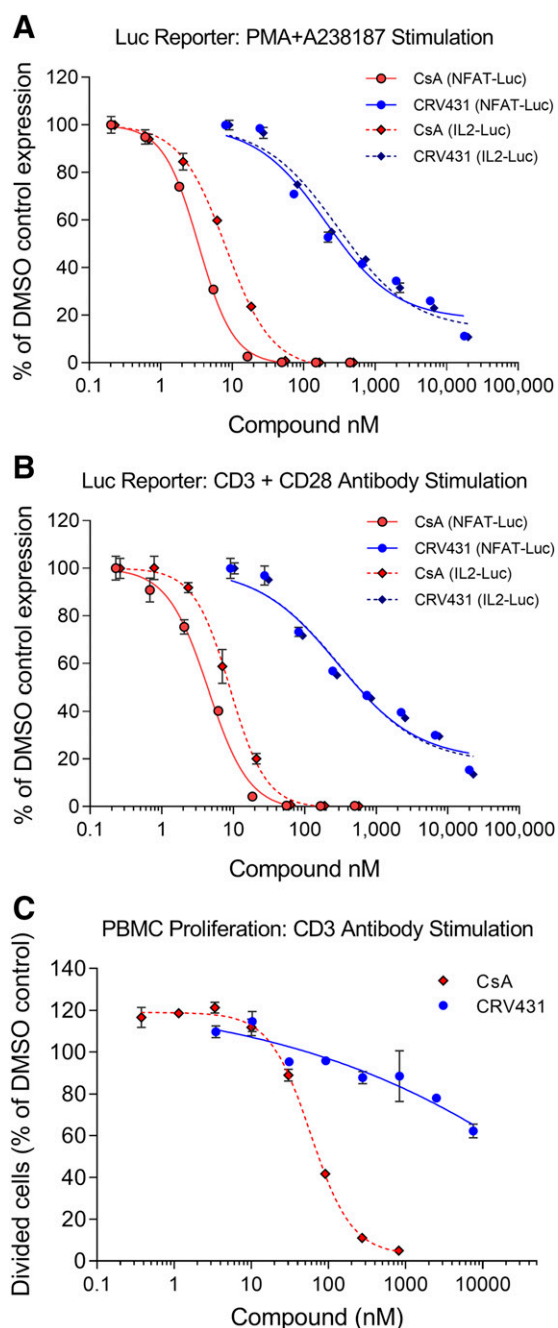 A
Luc Reporter: PMA+A238187 Stimulation
% of DMSO control expression
120
100
80
60
40
20
0
CsA (NFAT-Luc)
CRV431 (NFAT-Luc)
CsA (IL2-Luc)
CRV431 (IL2-Luc)
0.1 1 10 100 1,000 10,000 100,000
Compound nM
B
Luc Reporter: CD3 + CD28 Antibody Stimulation
% of DMSO control expression
120
100
80
60
40
20
0
CsA (NFAT-Luc)
CRV431 (NFAT-Luc)
CsA (IL2-Luc)
CRV431 (IL2-Luc)
0.1 1 10 100 1,000 10,000 100,000
Compound nM
C
PBMC Proliferation: CD3 Antibody Stimulation
Divided cells (% of DMSO control)
140
120
100
80
60
40
20
0
CsA
CRV431
0.1 1 10 100 1000 10000
Compound (nM)